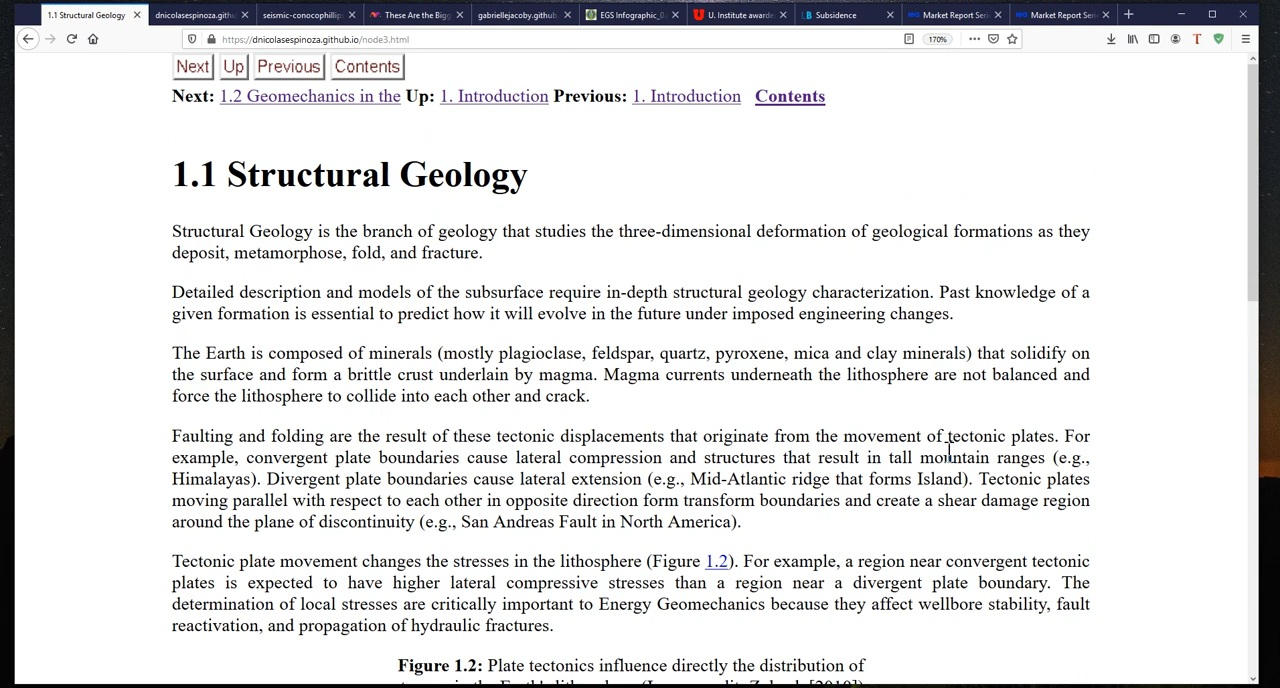 1.1 Structural Geology
dnicolasespinoza.github.
seismic-conocophillips
These Are the Bigg
gabriellejacoby.github.
EGS Infographic_0
U. Institute awarde
Subsidence
Market Report Seri
Market Report Seri
https://dnicolasespinoza.github.io/node3.html
170%
Next Up Previous Contents
Next: 1.2 Geomechanics in the Up: 1. Introduction Previous: 1. Introduction Contents
1.1 Structural Geology
Structural Geology is the branch of geology that studies the three-dimensional deformation of geological formations as they
deposit, metamorphose, fold, and fracture.
Detailed description and models of the subsurface require in-depth structural geology characterization. Past knowledge of a
given formation is essential to predict how it will evolve in the future under imposed engineering changes.
The Earth is composed of minerals (mostly plagioclase, feldspar, quartz, pyroxene, mica and clay minerals) that solidify on
the surface and form a brittle crust underlain by magma. Magma currents underneath the lithosphere are not balanced and
force the lithosphere to collide into each other and crack.
Faulting and folding are the result of these tectonic displacements that originate from the movement of tectonic plates. For
example, convergent plate boundaries cause lateral compression and structures that result in tall mountain ranges (e.g.,
Himalayas). Divergent plate boundaries cause lateral extension (e.g., Mid-Atlantic ridge that forms Island). Tectonic plates
moving parallel with respect to each other in opposite direction form transform boundaries and create a shear damage region
around the plane of discontinuity (e.g., San Andreas Fault in North America).
Tectonic plate movement changes the stresses in the lithosphere (Figure 1.2). For example, a region near convergent tectonic
plates is expected to have higher lateral compressive stresses than a region near a divergent plate boundary. The
determination of local stresses are critically important to Energy Geomechanics because they affect wellbore stability, fault
reactivation, and propagation of hydraulic fractures.
Figure 1.2: Plate tectonics influence directly the distribution of